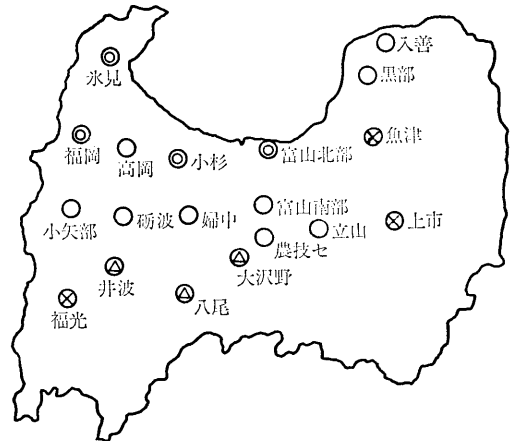 入善
氷見
黒部
魚津
福岡
高岡
小杉
富山北部
小矢部
砺波
婦中
富山南部
立山
上市
農技セ
井波
大沢野
福光
八尾